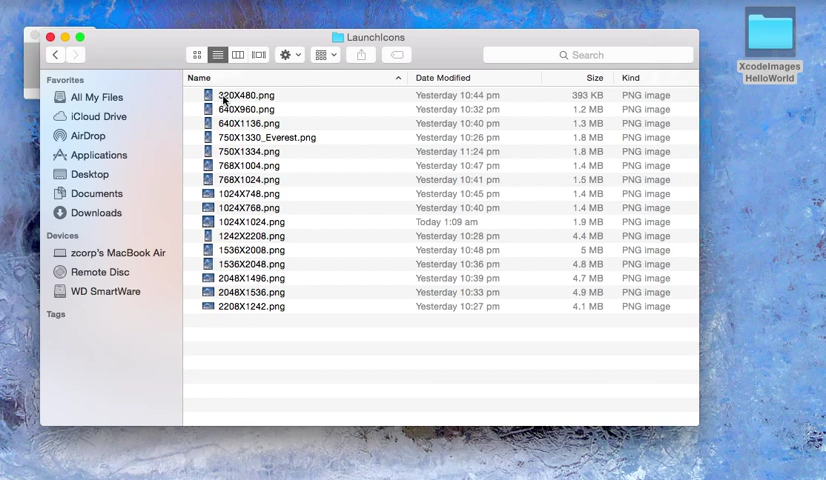 LaunchIcons
Search
XcodeImages
HelloWorld
Favorites
All My Files
iCloud Drive
AirDrop
Applications
Desktop
Documents
Downloads
Devices
zcorp's MacBook Air
Remote Disc
WD SmartWare
Tags
Name Date Modified Size Kind
320X480.png Yesterday 10:44 pm 393 KB PNG image
640X960.png Yesterday 10:32 pm 1.2 MB PNG image
640X1136.png Yesterday 10:40 pm 1.3 MB PNG image
750X1330_Everest.png Yesterday 10:26 pm 1.8 MB PNG image
750X1334.png Yesterday 11:24 pm 1.8 MB PNG image
768X1004.png Yesterday 10:47 pm 1.4 MB PNG image
768X1024.png Yesterday 10:41 pm 1.5 MB PNG image
1024X748.png Yesterday 10:45 pm 1.4 MB PNG image
1024X768.png Yesterday 10:40 pm 1.4 MB PNG image
1024X1024.png Today 1:09 am 1.9 MB PNG image
1242X2208.png Yesterday 10:28 pm 4.4 MB PNG image
1536X2008.png Yesterday 10:48 pm 5 MB PNG image
1536X2048.png Yesterday 10:36 pm 4.8 MB PNG image
2048X1496.png Yesterday 10:39 pm 4.7 MB PNG image
2048X1536.png Yesterday 10:33 pm 4.9 MB PNG image
2208X1242.png Yesterday 10:27 pm 4.1 MB PNG image